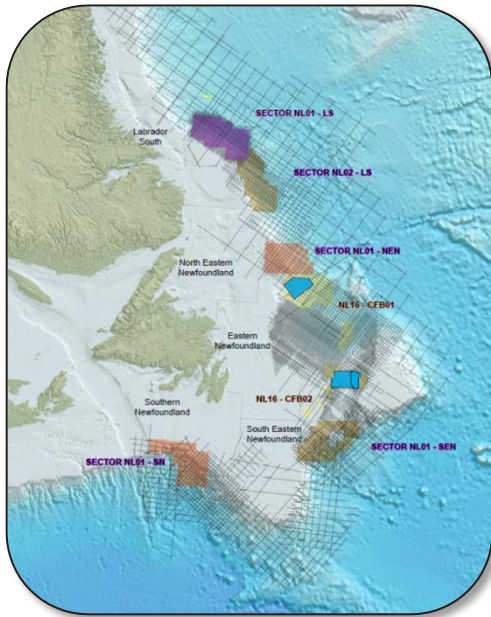 SECTOR NL01 - LS
Labrador
South
SECTOR NL02 - LS
SECTOR NL01 - NEN
North Eastern
Newfoundland
NL16 - CFB01
Eastern
Newfoundland
NL16 - CFB02
Southern
Newfoundland
South Eastern
Newfoundland
SECTOR NL01 - SEN
SECTOR NL01 - SN